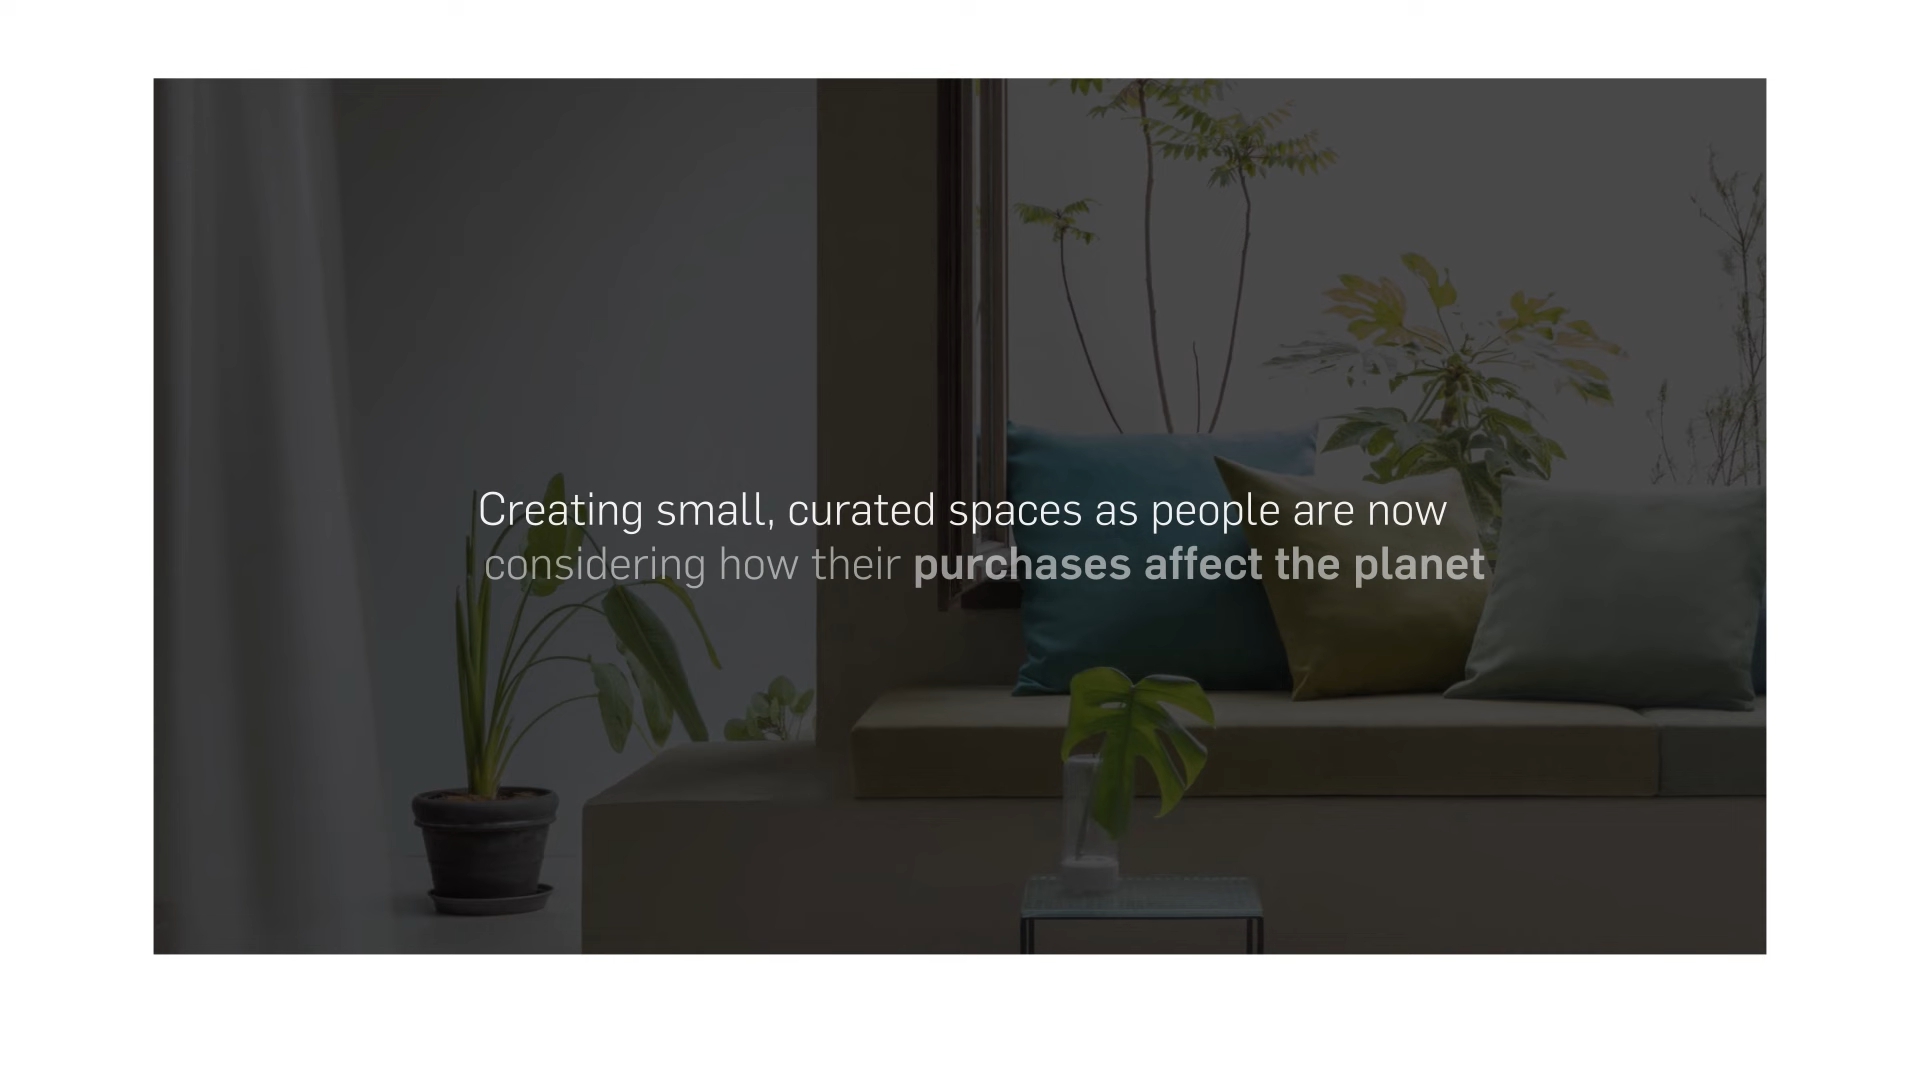 Creating small, curated spaces as people are now
considering how their purchases affect the planet